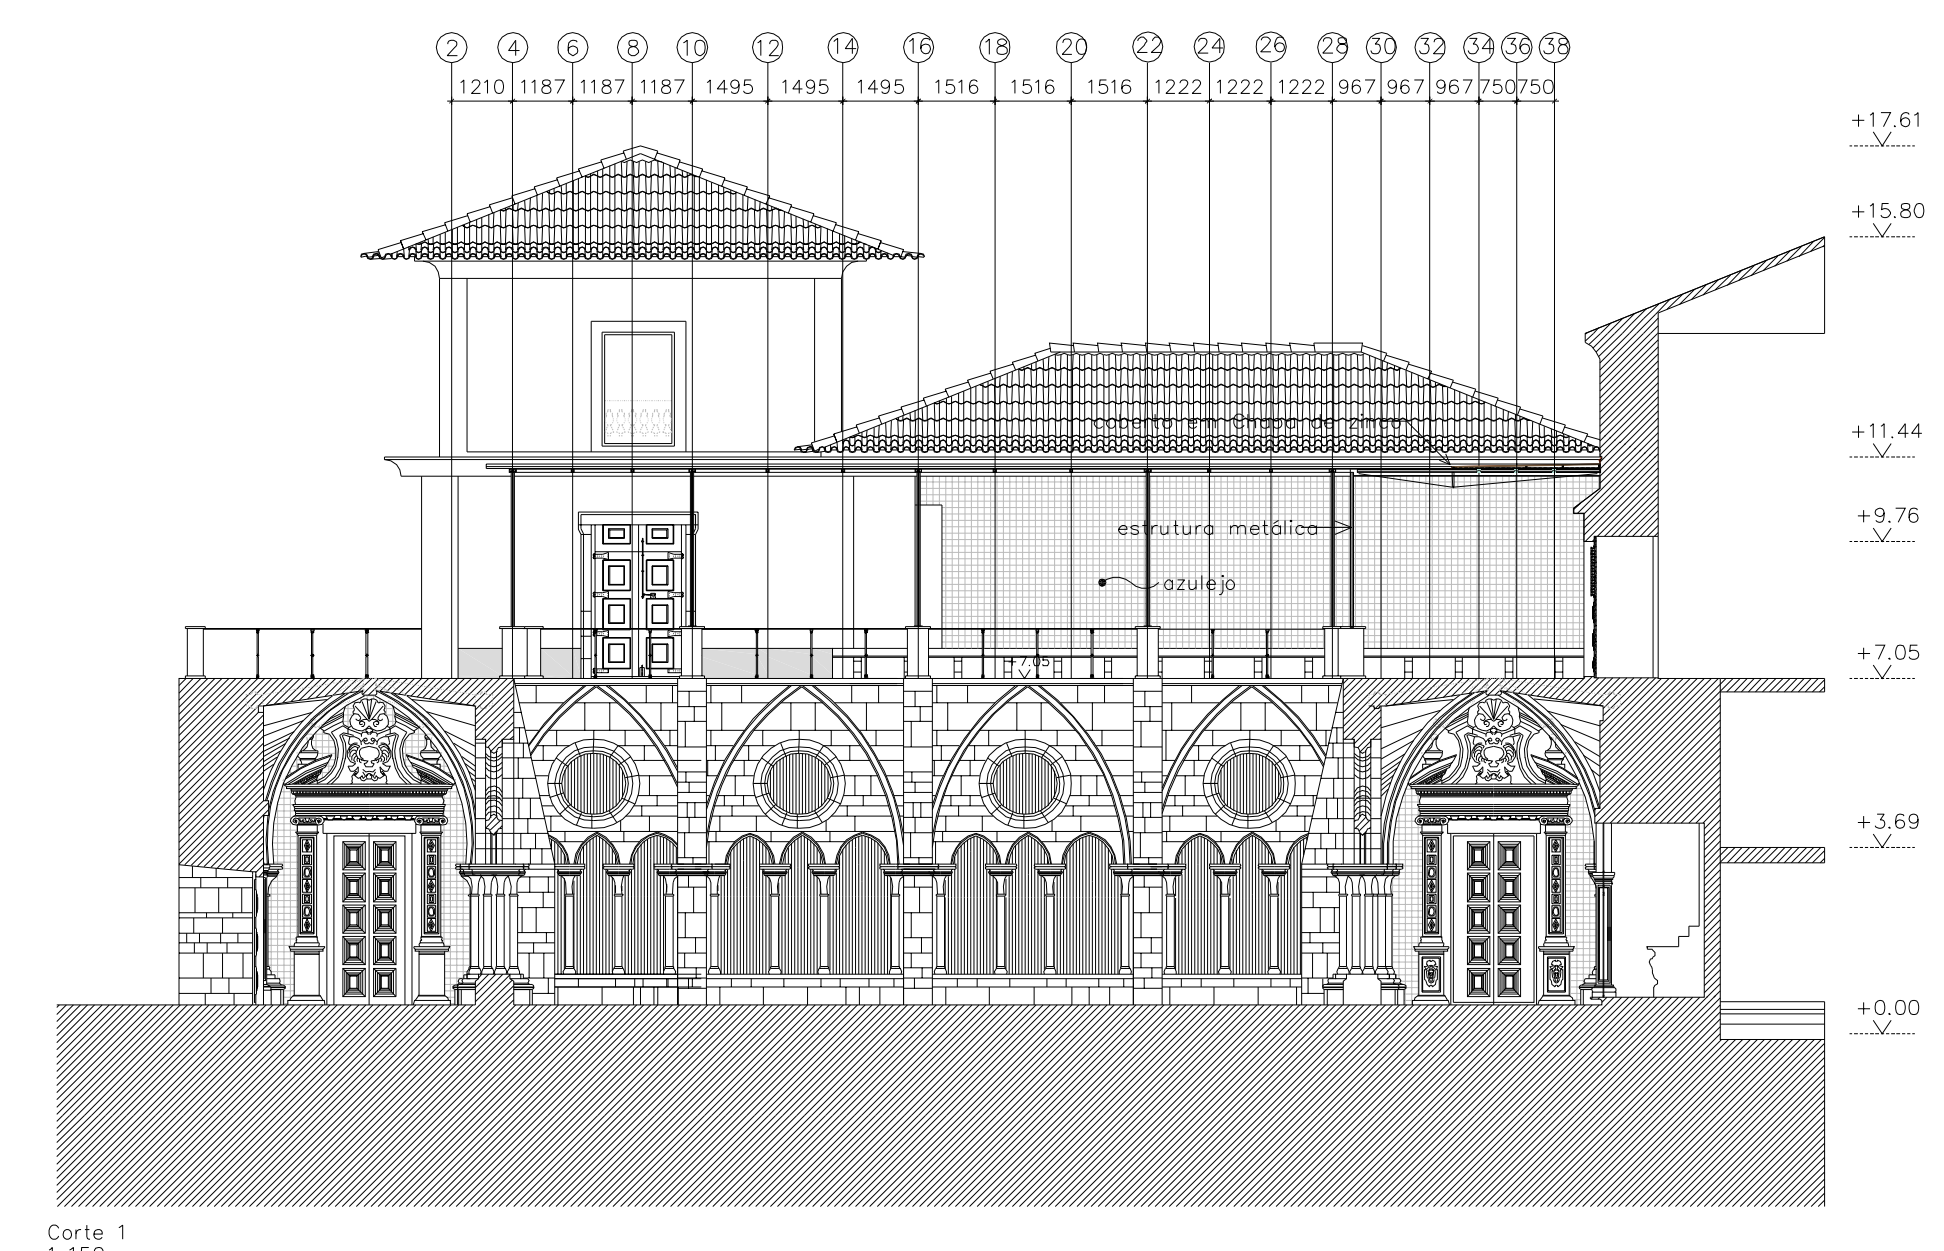 2 4 6 8 10 12 14 16 18 20 22 24 26 28 30 32 34 36 38
1210 1187 1187 1187 1495 1495 1495 1516 1516 1516 1222 1222 1222 967 967 967 750 750
+17.61
+15.80
coberto em Chapa de zinco
+11.44
+9.76
estrutura metálica
azulejo
+7.05
+7.05
+3.69
+0.00
Corte 1